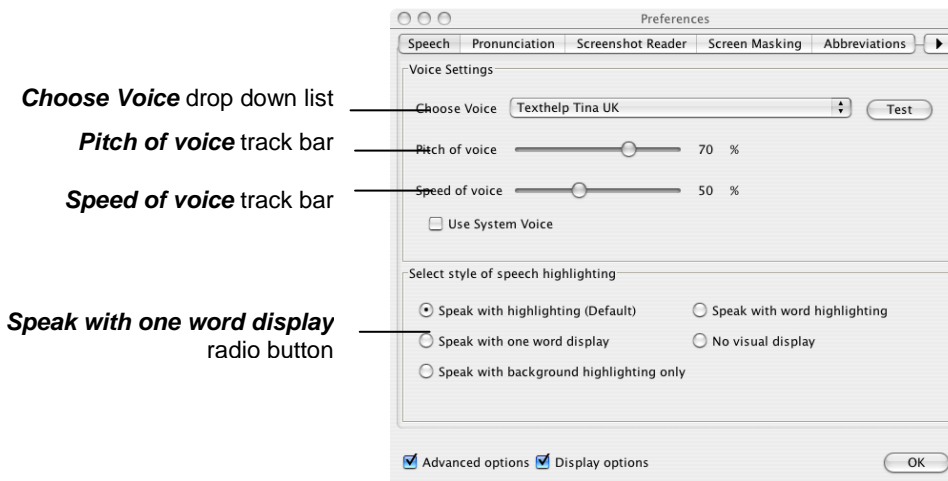 Preferences
Speech Pronunciation Screenshot Reader Screen Masking Abbreviations
Voice Settings
Choose Voice drop down list
Choose Voice Texthelp Tina UK Test
Pitch of voice track bar
Pitch of voice 70 %
Speed of voice track bar
Speed of voice 50 %
Use System Voice
Select style of speech highlighting
Speak with highlighting (Default) Speak with word highlighting
Speak with one word display
radio button
Speak with one word display No visual display
Speak with background highlighting only
Advanced options Display options OK